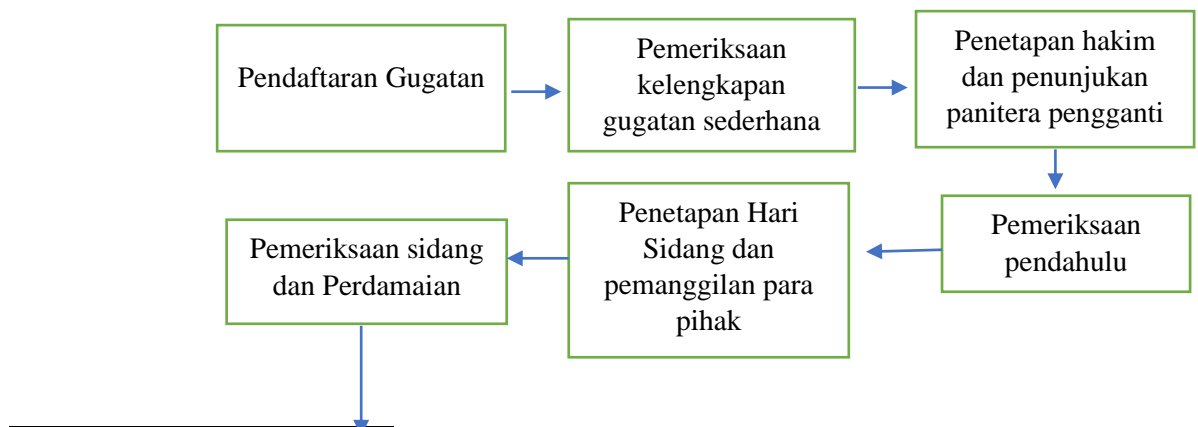 Pendaftaran Gugatan
Pemeriksaan
kelengkapan
gugatan sederhana
Penetapan hakim
dan penunjukan
panitera pengganti
Pemeriksaan
pendahulu
Penetapan Hari
Sidang dan
pemanggilan para
pihak
Pemeriksaan sidang
dan Perdamaian